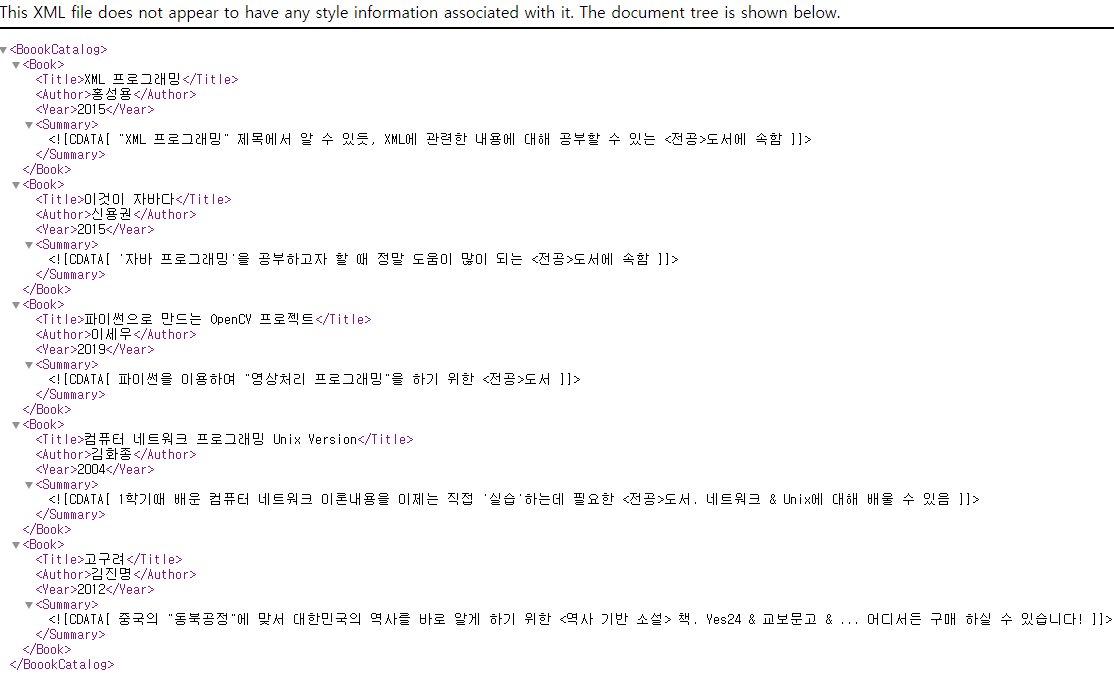 This XML file does not appear to have any style information associated with it. The document tree is shown below.
▼<BoookCatalog>
▼<Book>
<Title>XML 프로그래밍</Title>
<Author>홍성용</Author>
<Year>2015</Year>
▼<Summary>
<![CDATA[ "XML 프로그래밍" 제목에서 알 수 있듯, XML에 관련한 내용에 대해 공부할 수 있는 <전공>도서에 속함 ]]>
</Summary>
</Book>
▼<Book>
<Title>이것이 자바다</Title>
<Author>신용권</Author>
<Year>2015</Year>
▼<Summary>
<![CDATA[ '자바 프로그래밍'을 공부하고자 할 때 정말 도움이 많이 되는 <전공>도서에 속함 ]]>
</Summary>
</Book>
▼<Book>
<Title>파이썬으로 만드는 OpenCV 프로젝트</Title>
<Author>이세우</Author>
<Year>2019</Year>
▼<Summary>
<![CDATA[ 파이썬을 이용하여 "영상처리 프로그래밍"을 하기 위한 <전공>도서 ]]>
</Summary>
</Book>
▼<Book>
<Title>컴퓨터 네트워크 프로그래밍 Unix Version</Title>
<Author>김화종</Author>
<Year>2004</Year>
▼<Summary>
<![CDATA[ 1학기때 배운 컴퓨터 네트워크 이론내용을 이제는 직접 '실습'하는데 필요한 <전공>도서. 네트워크 & Unix에 대해 배울 수 있음 ]]>
</Summary>
</Book>
▼<Book>
<Title>고구려</Title>
<Author>김진명</Author>
<Year>2012</Year>
▼<Summary>
<![CDATA[ 중국의 "동북공정"에 맞서 대한민국의 역사를 바로 알게 하기 위한 <역사 기반 소설> 책. Yes24 & 교보문고 & ... 어디서든 구매 하실 수 있습니다! ]]>
</Summary>
</Book>
</BoookCatalog>